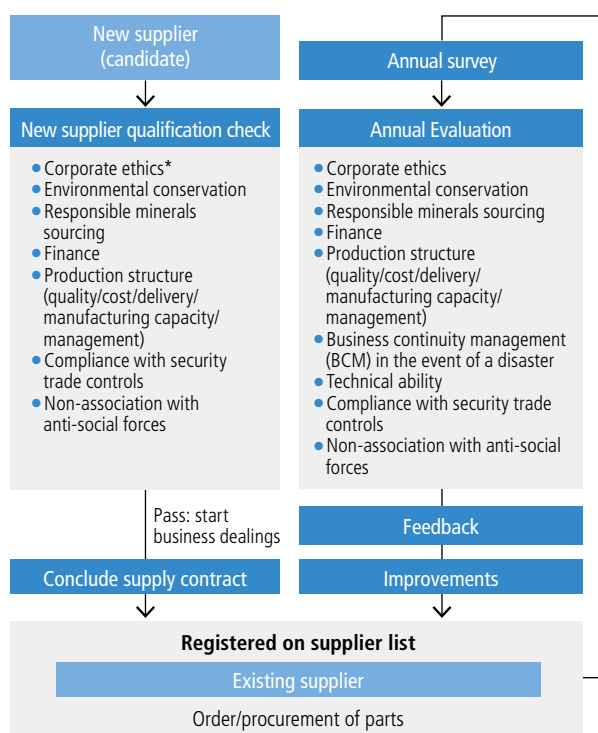 New supplier
(candidate)
New supplier qualification check
● Corporate ethics*
● Environmental conservation
● Responsible minerals
sourcing
● Finance
● Production structure
(quality/cost/delivery/
manufacturing capacity/
management)
● Compliance with security
trade controls
● Non-association with
anti-social forces
Pass: start
business dealings
Conclude supply contract
Annual survey
Annual Evaluation
● Corporate ethics
● Environmental conservation
● Responsible minerals sourcing
● Finance
● Production structure
(quality/cost/delivery/
manufacturing capacity/
management)
● Business continuity management
(BCM) in the event of a disaster
● Technical ability
● Compliance with security trade
controls
● Non-association with anti-social
forces
Feedback
Improvements
Registered on supplier list
Existing supplier
Order/procurement of parts